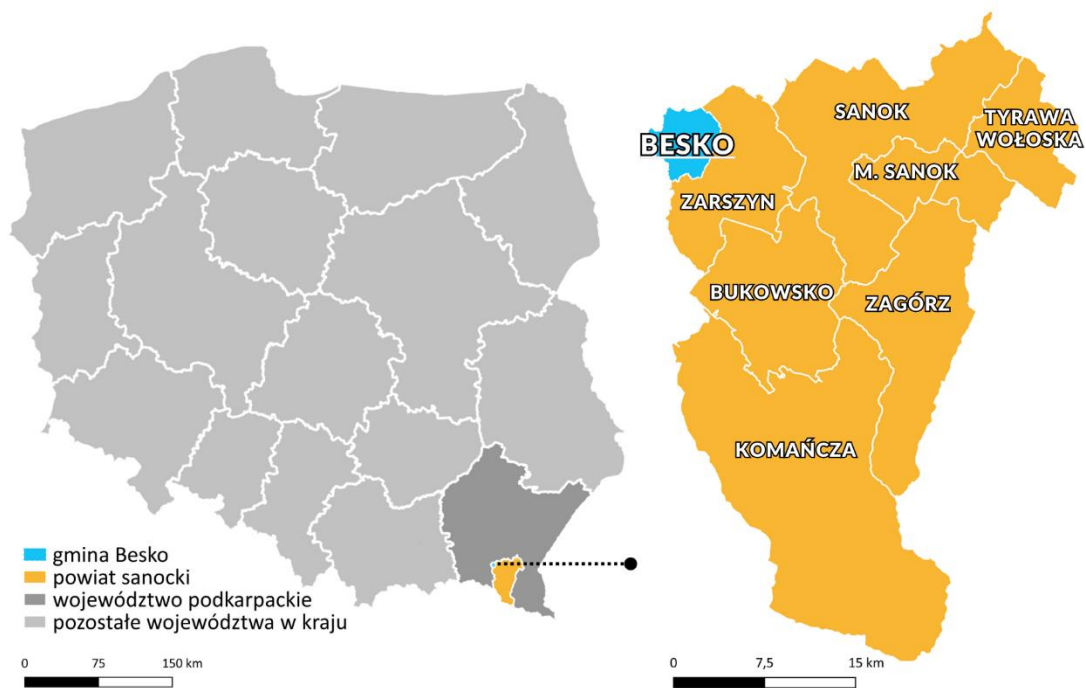 gmina Besko
powiat sanocki
województwo podkarpackie
pozostałe województwa w kraju
0 75 150 km
SANOK
TYRAWA
WOŁOSKA
BESKO
M. SANOK
ZARSZYN
BUKOWSKO
ZAGÓRZ
KOMAŃCZA
0 7,5 15 km